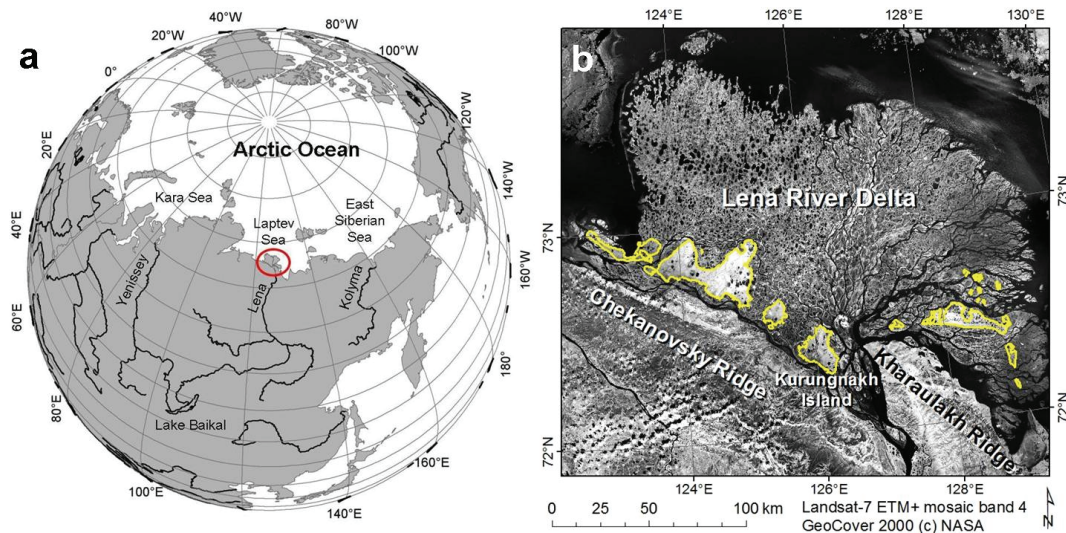 a
40°W
60°W
80°W
100°W
120°W
140°W
160°W
180°
160°E
140°E
100°E
80°E
60°E
40°E
20°E
0°
Arctic Ocean
Kara Sea
Laptev
Sea
East
Siberian
Sea
Yenissey
Lena
Kolyma
Lake Baikal
b
124°E
126°E
128°E
130°E
73°N
73°N
72°N
72°N
Lena River Delta
Chekanovsky Ridge
Kurungnakh
Island
Kharaulakh Ridge
124°E
126°E
128°E
0 25 50 75 100 km
Landsat-7 ETM+ mosaic band 4
GeoCover 2000 (c) NASA
N